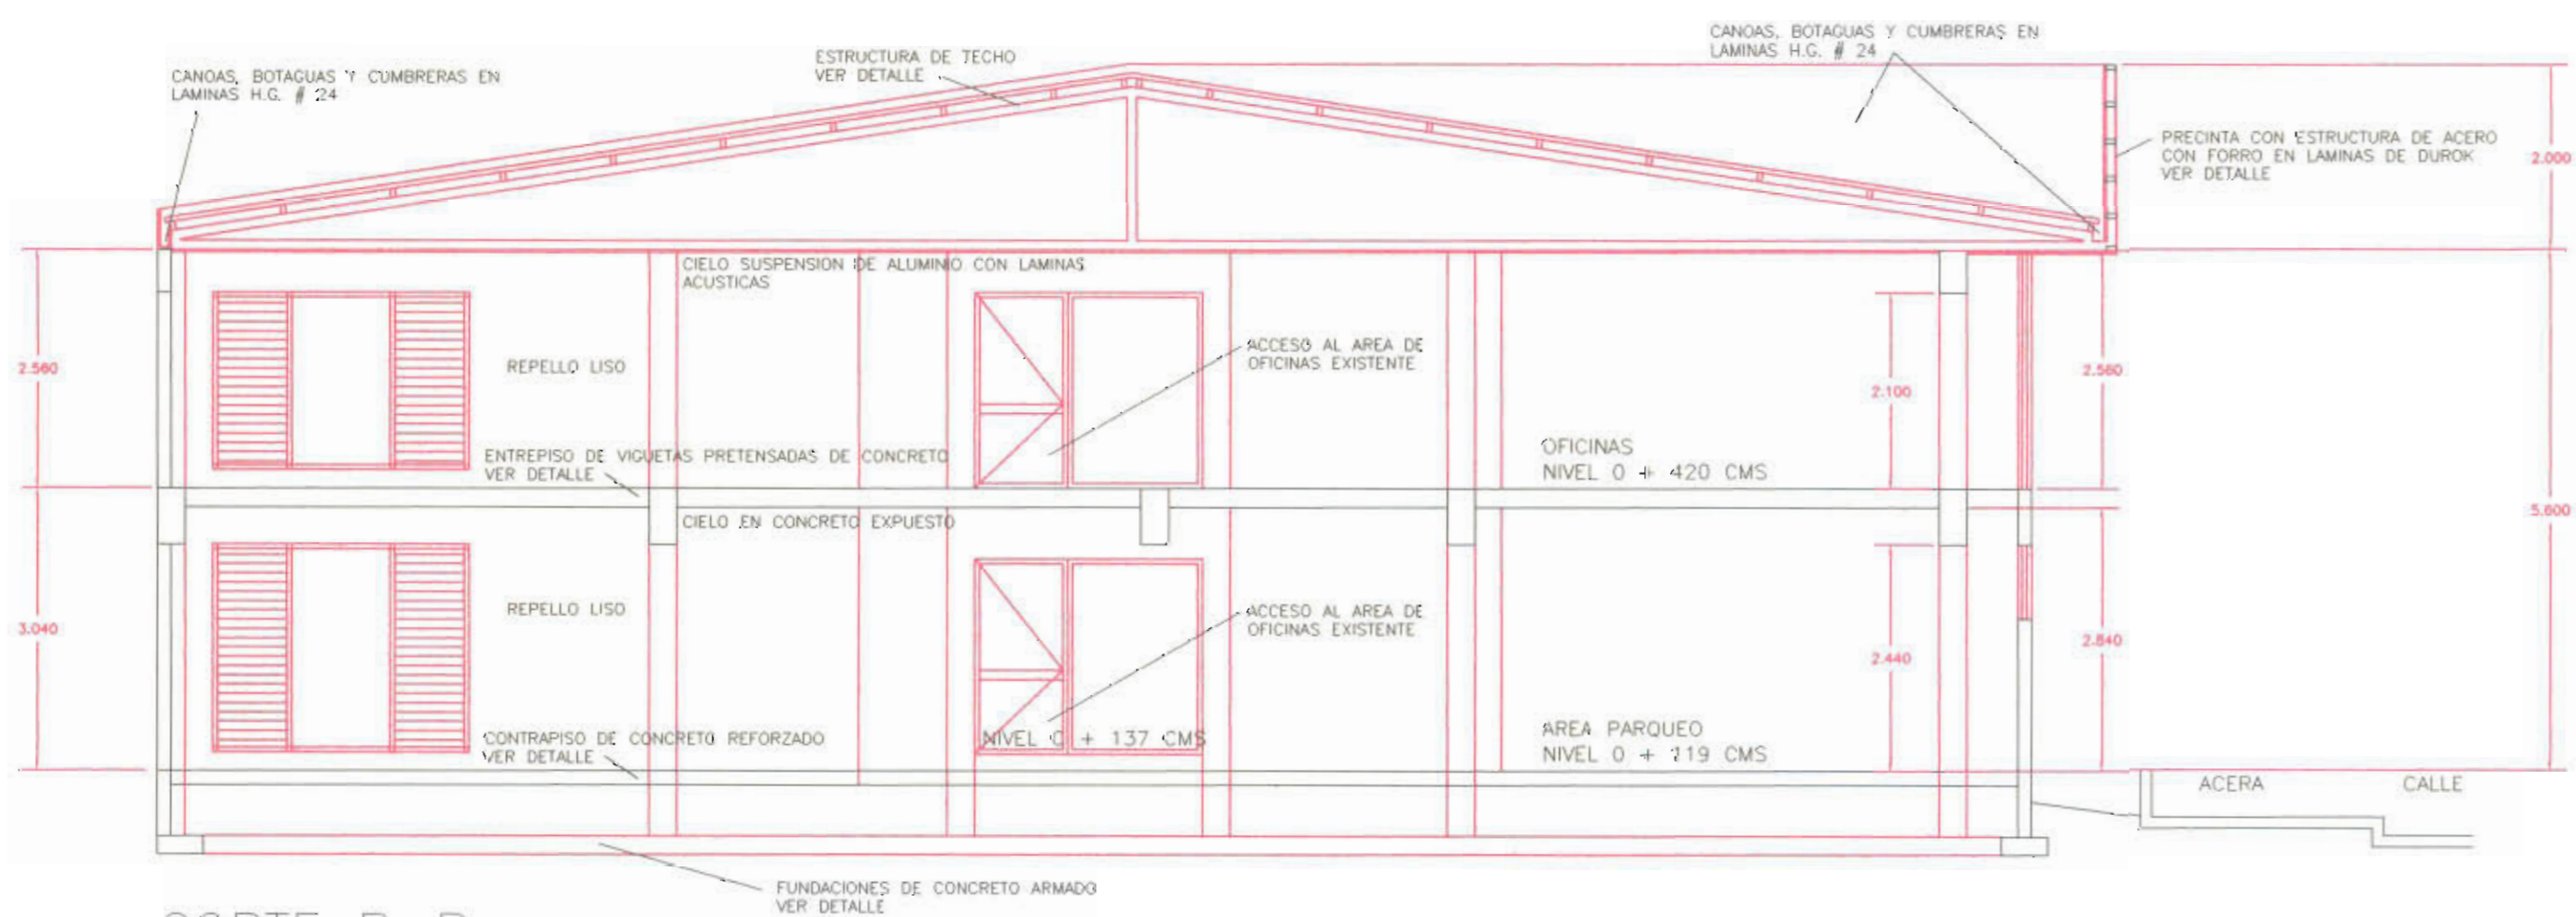 CANOAS, BOTAGUAS Y CUMBRERAS EN
LAMINAS H.G. # 24
ESTRUCTURA DE TECHO
VER DETALLE
CANOAS, BOTAGUAS Y CUMBRERAS EN
LAMINAS H.G. # 24
PRECINTA CON ESTRUCTURA DE ACERO
CON FORRO EN LAMINAS DE DUROK
VER DETALLE
2.000
CIELO SUSPENSION DE ALUMINIO CON LAMINAS
ACUSTICAS
2.560
REPELLO LISO
ACCESO AL AREA DE
OFICINAS EXISTENTE
2.100
2.560
ENTREPISO DE VIGUETAS PRETENSADAS DE CONCRETO
VER DETALLE
OFICINAS
NIVEL 0 + 420 CMS
CIELO EN CONCRETO EXPUESTO
5.600
3.040
REPELLO LISO
ACCESO AL AREA DE
OFICINAS EXISTENTE
2.440
2.840
CONTRAPISO DE CONCRETO REFORZADO
VER DETALLE
NIVEL 0 + 137 CMS
AREA PARQUEO
NIVEL 0 + 119 CMS
ACERA
CALLE
FUNDACIONES DE CONCRETO ARMADO
VER DETALLE